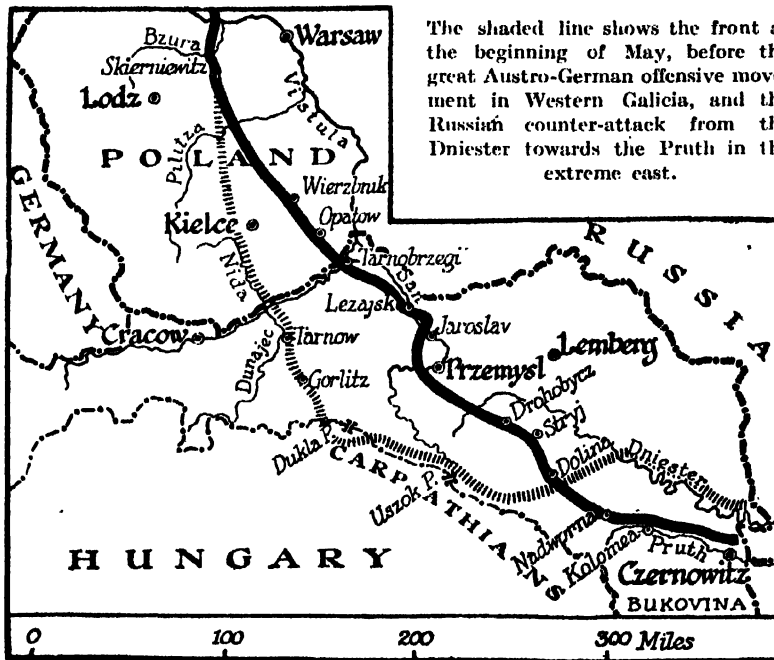 The shaded line shows the front a
the beginning of May, before th
great Austro-German offensive move
ment in Western Galicia, and th
Russian counter-attack from th
Dniester towards the Pruth in th
extreme east.
Bzura
Warsaw
Skierniewitz
Lodz
Vistula
Pilitza
POLAND
GERMANY
Wierzbnik
Kielce
Opatow
RUSSIA
Tarnobrzeg
San
Nida
Lezajsk
Cracow
Tarnow
Jaroslav
Lemberg
Dunajec
Przemysl
Gorlitz
Drohobycz
Stryj
Dukla P.
Dolina
Dniester
CARPATHIANS
Uszok P.
Nadworna
Kolomea
Pruth
HUNGARY
Czernowitz
BUKOVINA
0 100 200 300 Miles